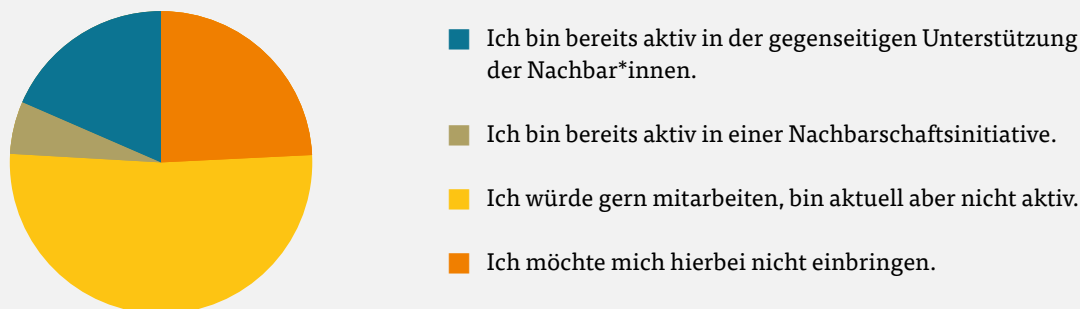 Ich bin bereits aktiv in der gegenseitigen Unterstützung
der Nachbar*innen.
Ich bin bereits aktiv in einer Nachbarschaftsinitiative.
Ich würde gern mitarbeiten, bin aktuell aber nicht aktiv.
Ich möchte mich hierbei nicht einbringen.